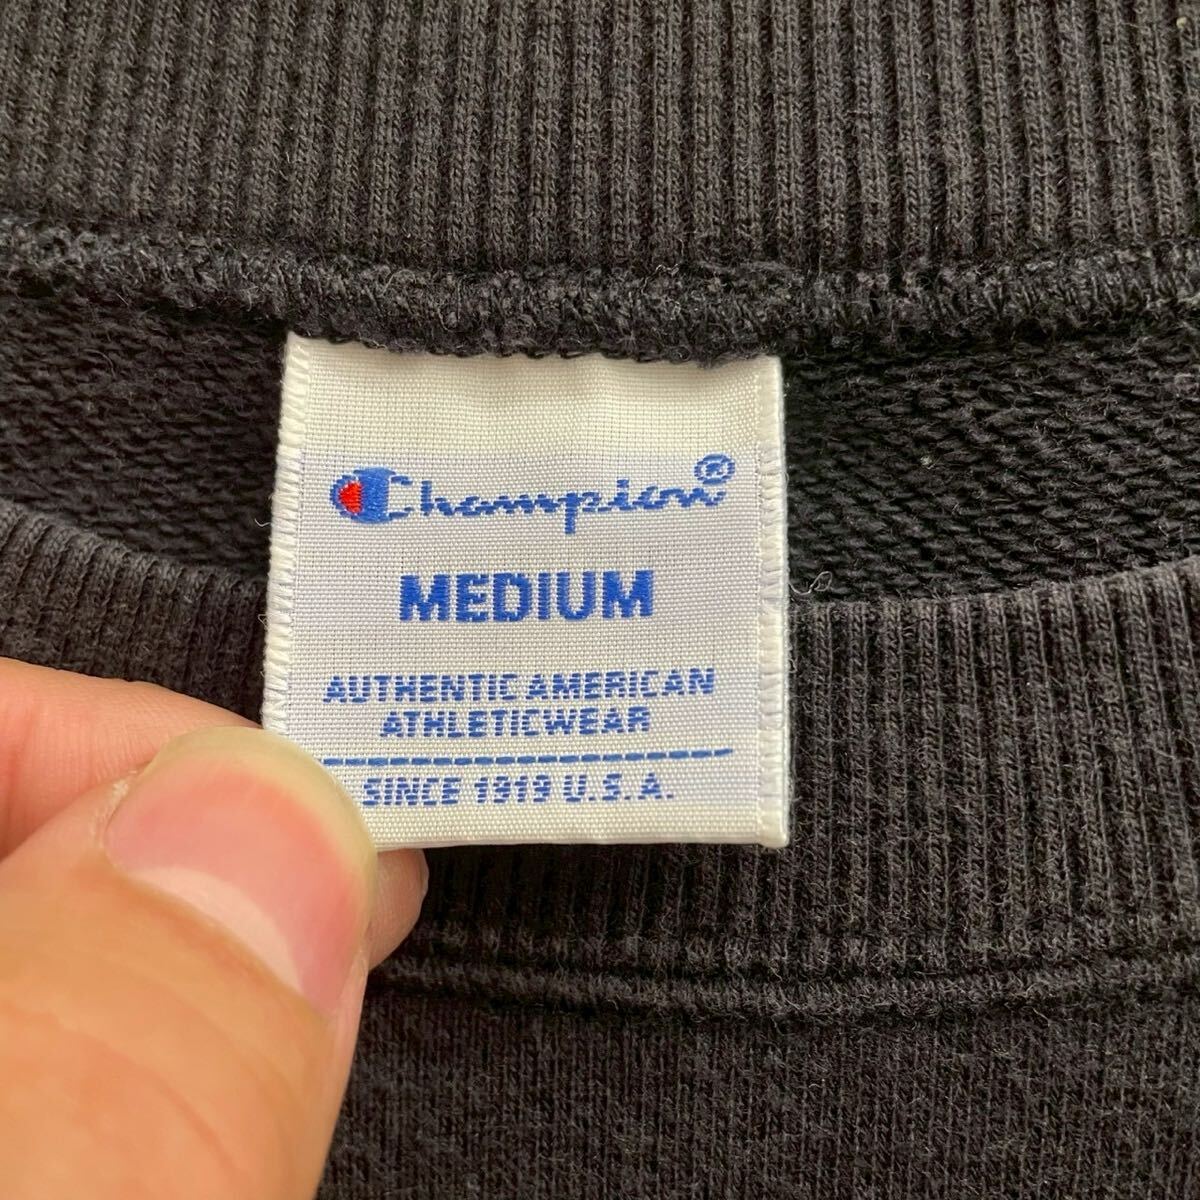 Champion®
MEDIUM
AUTHENTIC AMERICAN
ATHLETICWEAR
SINCE 1919 U.S.A.